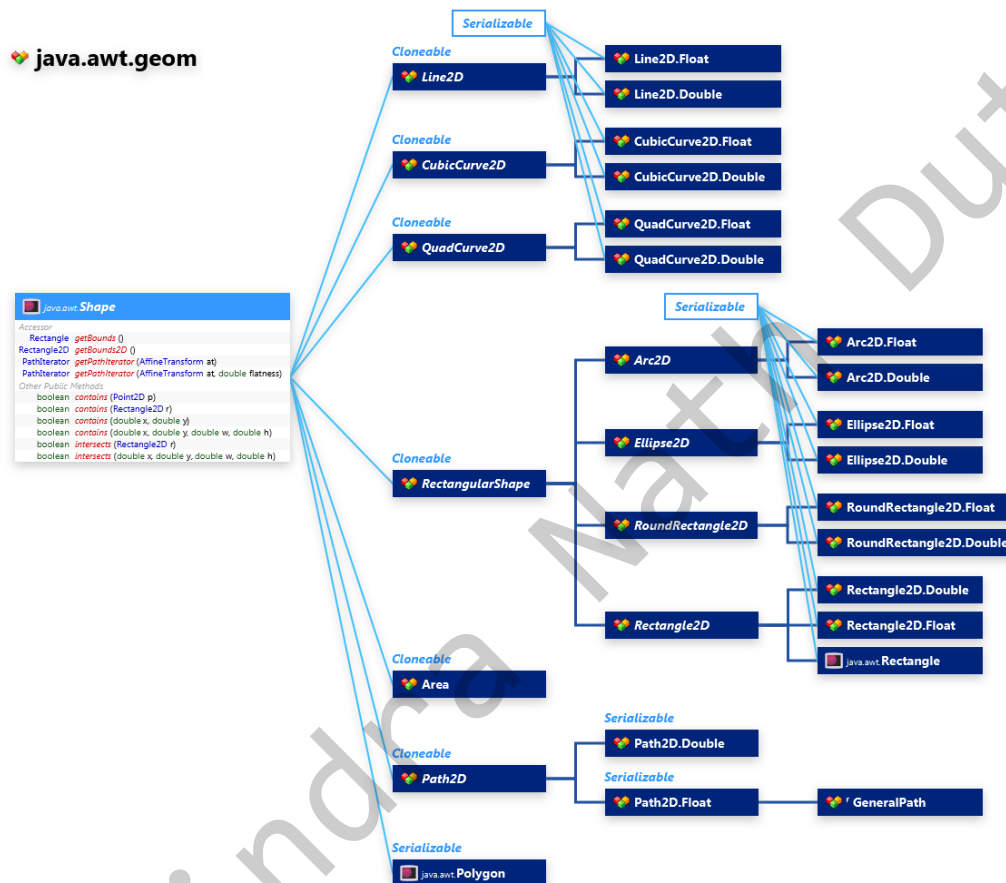 java.awt.geom
Serializable
Cloneable
Line2D
Line2D.Float
Line2D.Double
Cloneable
CubicCurve2D
CubicCurve2D.Float
CubicCurve2D.Double
Cloneable
QuadCurve2D
QuadCurve2D.Float
QuadCurve2D.Double
java.awt.Shape
Accessor
Rectangle getBounds ()
Rectangle2D getBounds2D ()
PathIterator getPathIterator (AffineTransform at)
PathIterator getPathIterator (AffineTransform at, double flatness)
Other Public Methods
boolean contains (Point2D p)
boolean contains (Rectangle2D r)
boolean contains (double x, double y)
boolean contains (double x, double y, double w, double h)
boolean intersects (Rectangle2D r)
boolean intersects (double x, double y, double w, double h)
Serializable
Arc2D
Arc2D.Float
Arc2D.Double
Ellipse2D
Ellipse2D.Float
Ellipse2D.Double
Cloneable
RectangularShape
RoundRectangle2D
RoundRectangle2D.Float
RoundRectangle2D.Double
Rectangle2D
Rectangle2D.Double
Rectangle2D.Float
java.awt.Rectangle
Cloneable
Area
Cloneable
Path2D
Serializable
Path2D.Double
Serializable
Path2D.Float
F GeneralPath
Serializable
java.awt.Polygon
indra Nath Dut